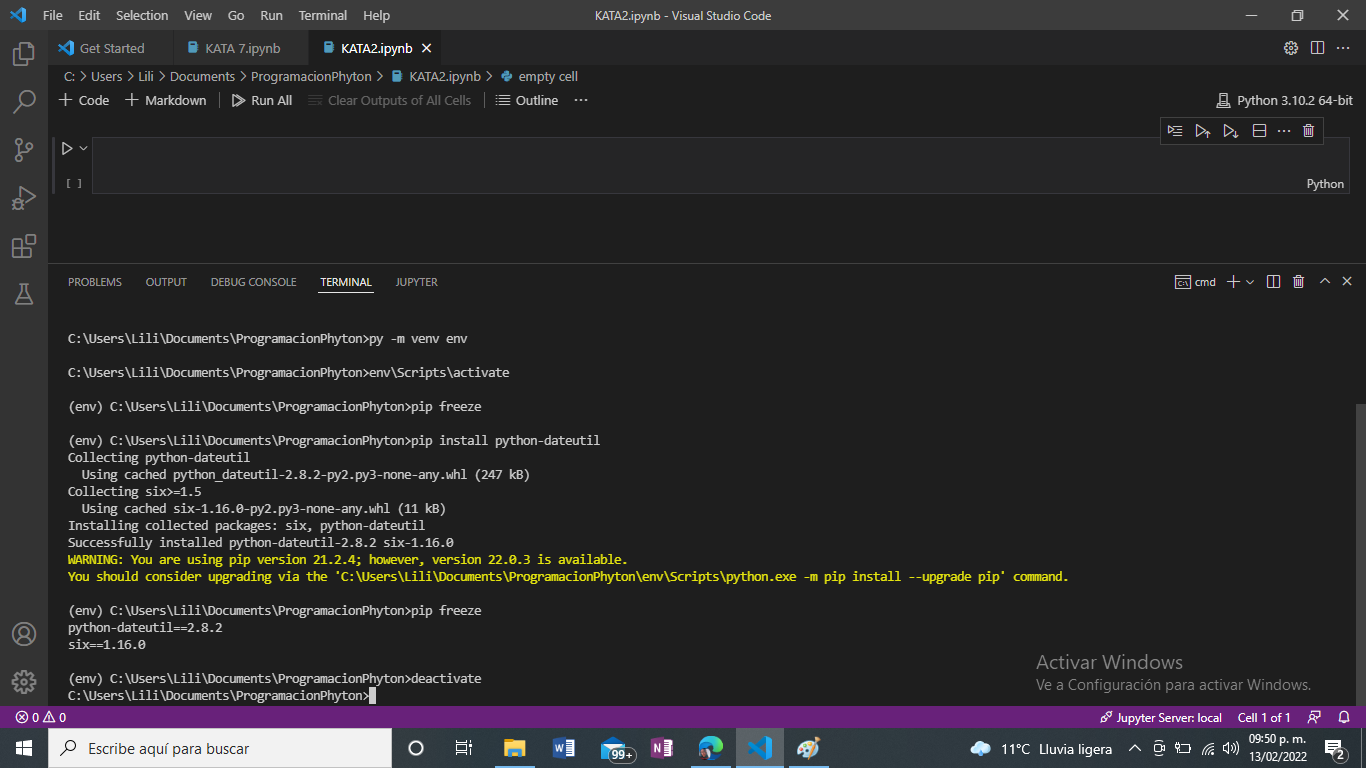 File Edit Selection View Go Run Terminal Help KATA2.ipynb - Visual Studio Code
Get Started KATA 7.ipynb KATA2.ipynb
C: > Users > Lili > Documents > ProgramacionPhyton > KATA2.ipynb > empty cell
+ Code + Markdown Run All Clear Outputs of All Cells Outline ... Python 3.10.2 64-bit
[ ]
Python
PROBLEMS OUTPUT DEBUG CONSOLE TERMINAL JUPYTER cmd
C:\Users\Lili\Documents\ProgramacionPhyton>py -m venv env
C:\Users\Lili\Documents\ProgramacionPhyton>env\Scripts\activate
(env) C:\Users\Lili\Documents\ProgramacionPhyton>pip freeze
(env) C:\Users\Lili\Documents\ProgramacionPhyton>pip install python-dateutil
Collecting python-dateutil
  Using cached python_dateutil-2.8.2-py2.py3-none-any.whl (247 kB)
Collecting six>=1.5
  Using cached six-1.16.0-py2.py3-none-any.whl (11 kB)
Installing collected packages: six, python-dateutil
Successfully installed python-dateutil-2.8.2 six-1.16.0
WARNING: You are using pip version 21.2.4; however, version 22.0.3 is available.
You should consider upgrading via the 'C:\Users\Lili\Documents\ProgramacionPhyton\env\Scripts\python.exe -m pip install --upgrade pip' command.
(env) C:\Users\Lili\Documents\ProgramacionPhyton>pip freeze
python-dateutil==2.8.2
six==1.16.0
(env) C:\Users\Lili\Documents\ProgramacionPhyton>deactivate
C:\Users\Lili\Documents\ProgramacionPhyton>
Activar Windows
Ve a Configuración para activar Windows.
0 0 Jupyter Server: local Cell 1 of 1
Escribe aquí para buscar 99+ 11°C Lluvia ligera 09:50 p. m.
13/02/2022 2